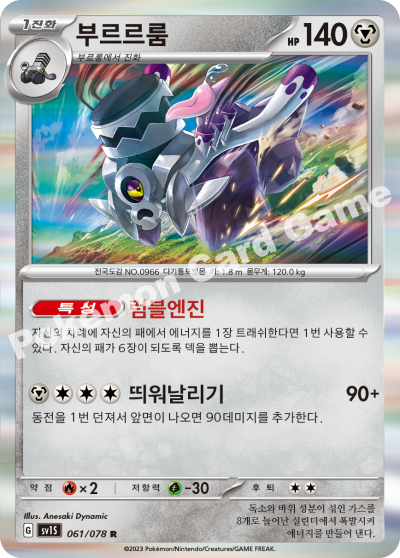 1진화
부르르룸
HP 140
부르룸에서 진화
전국도감 NO.0966 다기통포켓몬 키: 1.8 m 몸무게: 120.0 kg
Pokémon Card Game
특성 럼블엔진
자신의 차례에 자신의 패에서 에너지를 1장 트래쉬한다면 1번 사용할 수
있다. 자신의 패가 6장이 되도록 덱을 뽑는다.
띄워날리기 90+
동전을 1번 던져서 앞면이 나오면 90데미지를 추가한다.
약점 ×2 저항력 -30 후퇴
Illus. Anesaki Dynamic
G sv1S 061/078 R
독소와 바위 성분이 섞인 가스를
8개로 늘어난 실린더에서 폭발시켜
에너지를 만들어 낸다.
©2023 Pokémon/Nintendo/Creatures/GAME FREAK.